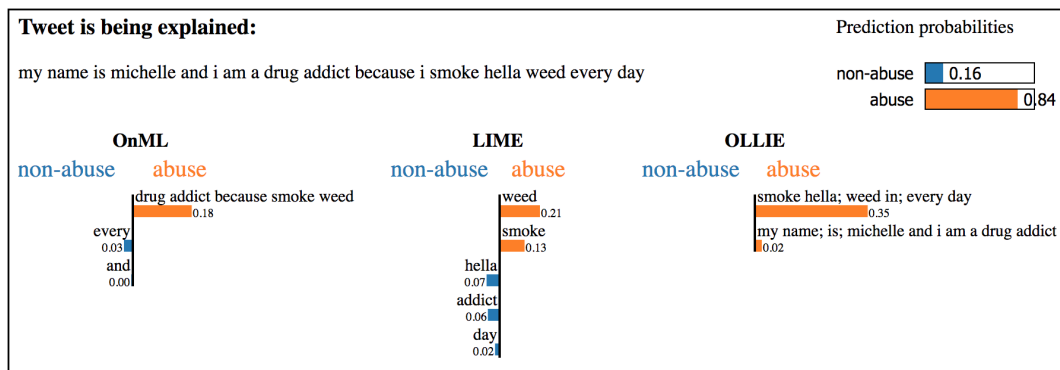 Tweet is being explained:
Prediction probabilities
my name is michelle and i am a drug addict because i smoke hella weed every day
non-abuse 0.16
abuse 0.84
OnML
non-abuse abuse
drug addict because smoke weed
0.18
every
0.03
and
0.00
LIME
non-abuse abuse
weed
0.21
smoke
0.13
hella
0.07
addict
0.06
day
0.02
OLLIE
non-abuse abuse
smoke hella; weed in; every day
0.35
my name; is; michelle and i am a drug addict
0.02